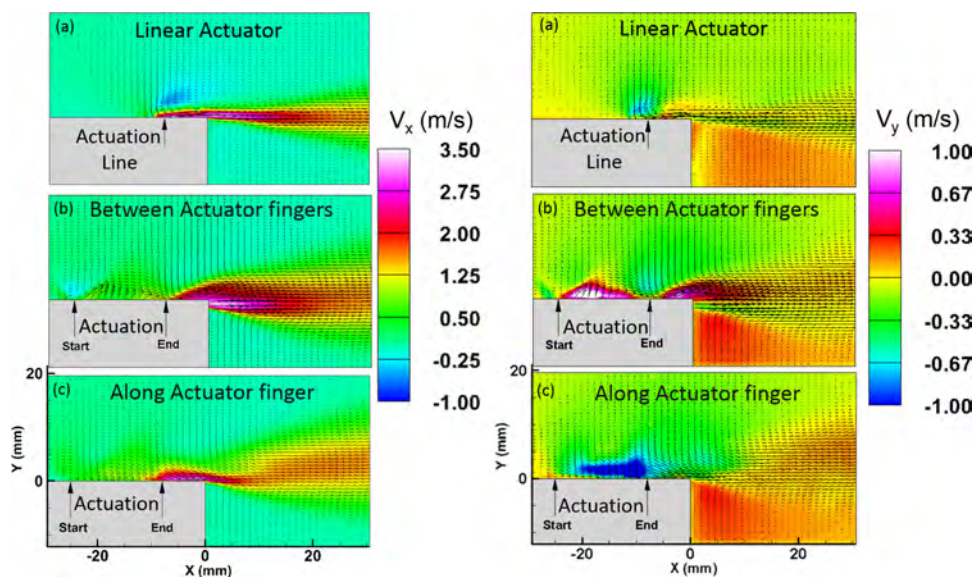 (a) Linear Actuator
Actuation
Line
(b) Between Actuator fingers
Actuation
Start
End
20
(c) Along Actuator finger
Y (mm)
0
Actuation
Start
End
-20
0
20
X (mm)
Vx (m/s)
3.50
2.75
2.00
1.25
0.50
-0.25
-1.00
(a) Linear Actuator
Actuation
Line
(b) Between Actuator fingers
Actuation
Start
End
20
(c) Along Actuator finger
Y (mm)
0
Actuation
Start
End
-20
0
20
X (mm)
Vy (m/s)
1.00
0.67
0.33
0.00
-0.33
-0.67
-1.00